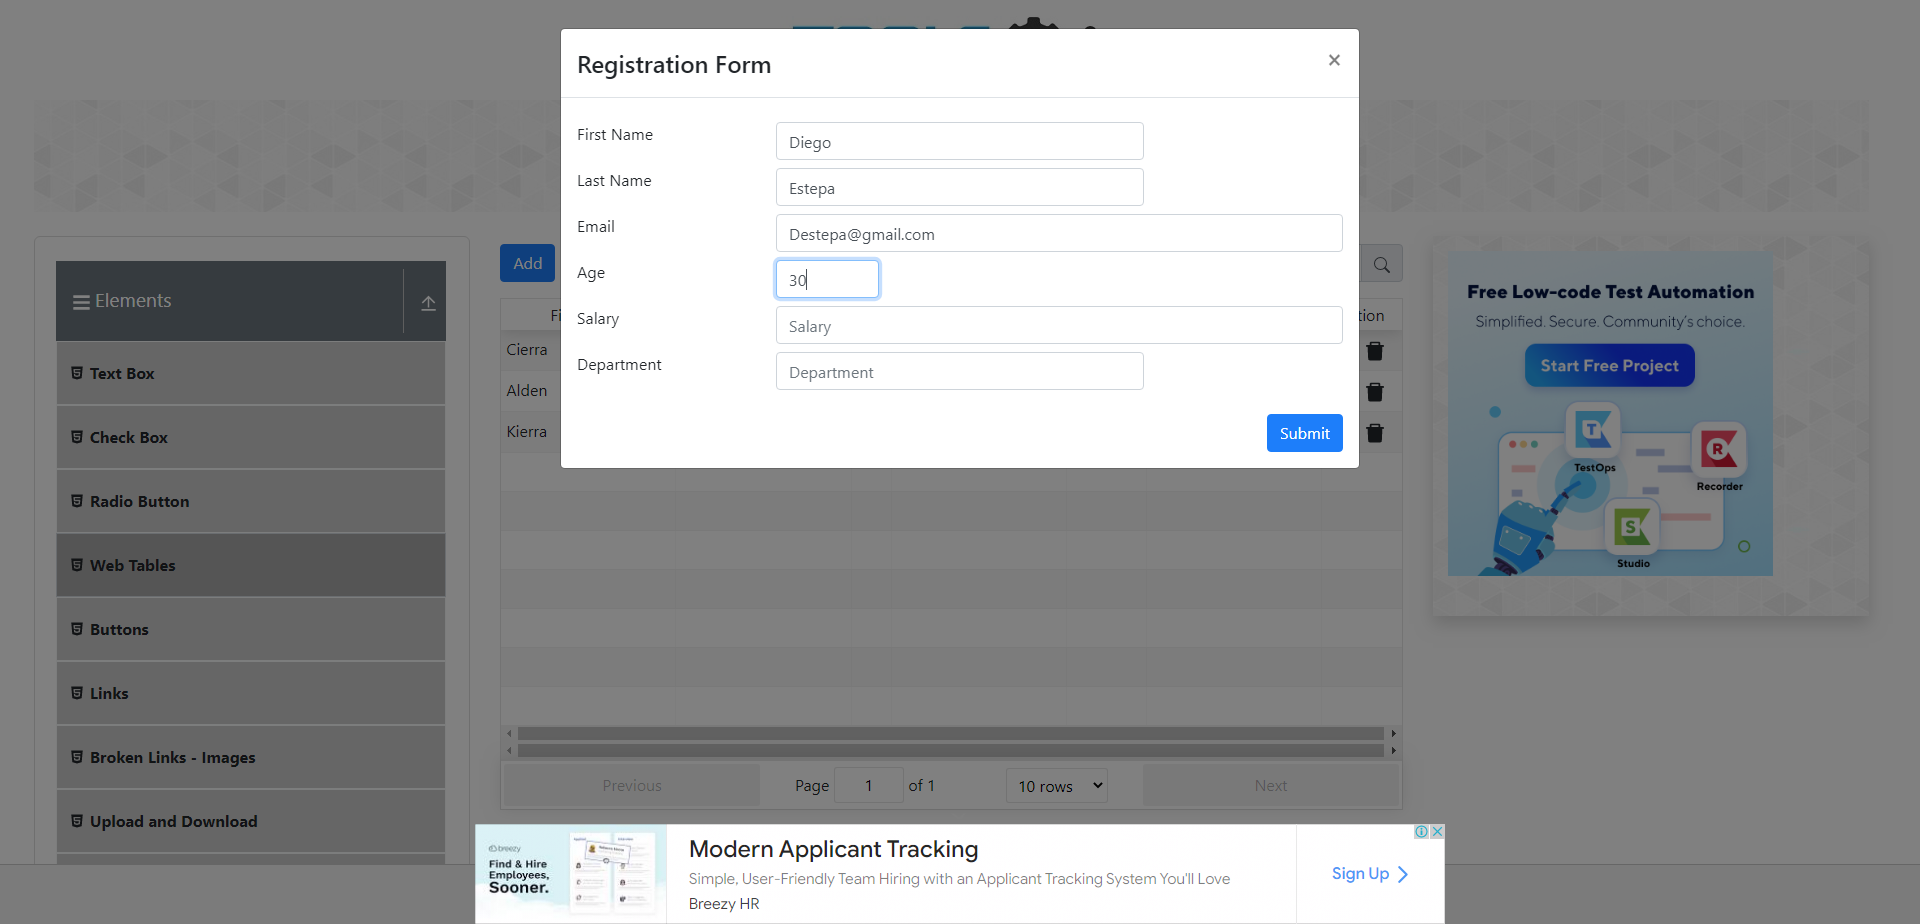 Registration Form
×
First Name
Diego
Last Name
Estepa
Email
Destepa@gmail.com
Age
30
Salary
Salary
Department
Department
Submit
Elements
Text Box
Check Box
Radio Button
Web Tables
Buttons
Links
Broken Links - Images
Upload and Download
Add
Fi
tion
Cierra
Alden
Kierra
Previous
Page 1 of 1
10 rows
Next
Free Low-code Test Automation
Simplified. Secure. Community's choice.
Start Free Project
T
TestOps
R
Recorder
S
Studio
breezy
Find & Hire
Employees,
Sooner.
Modern Applicant Tracking
Simple, User-Friendly Team Hiring with an Applicant Tracking System You'll Love
Breezy HR
Sign Up